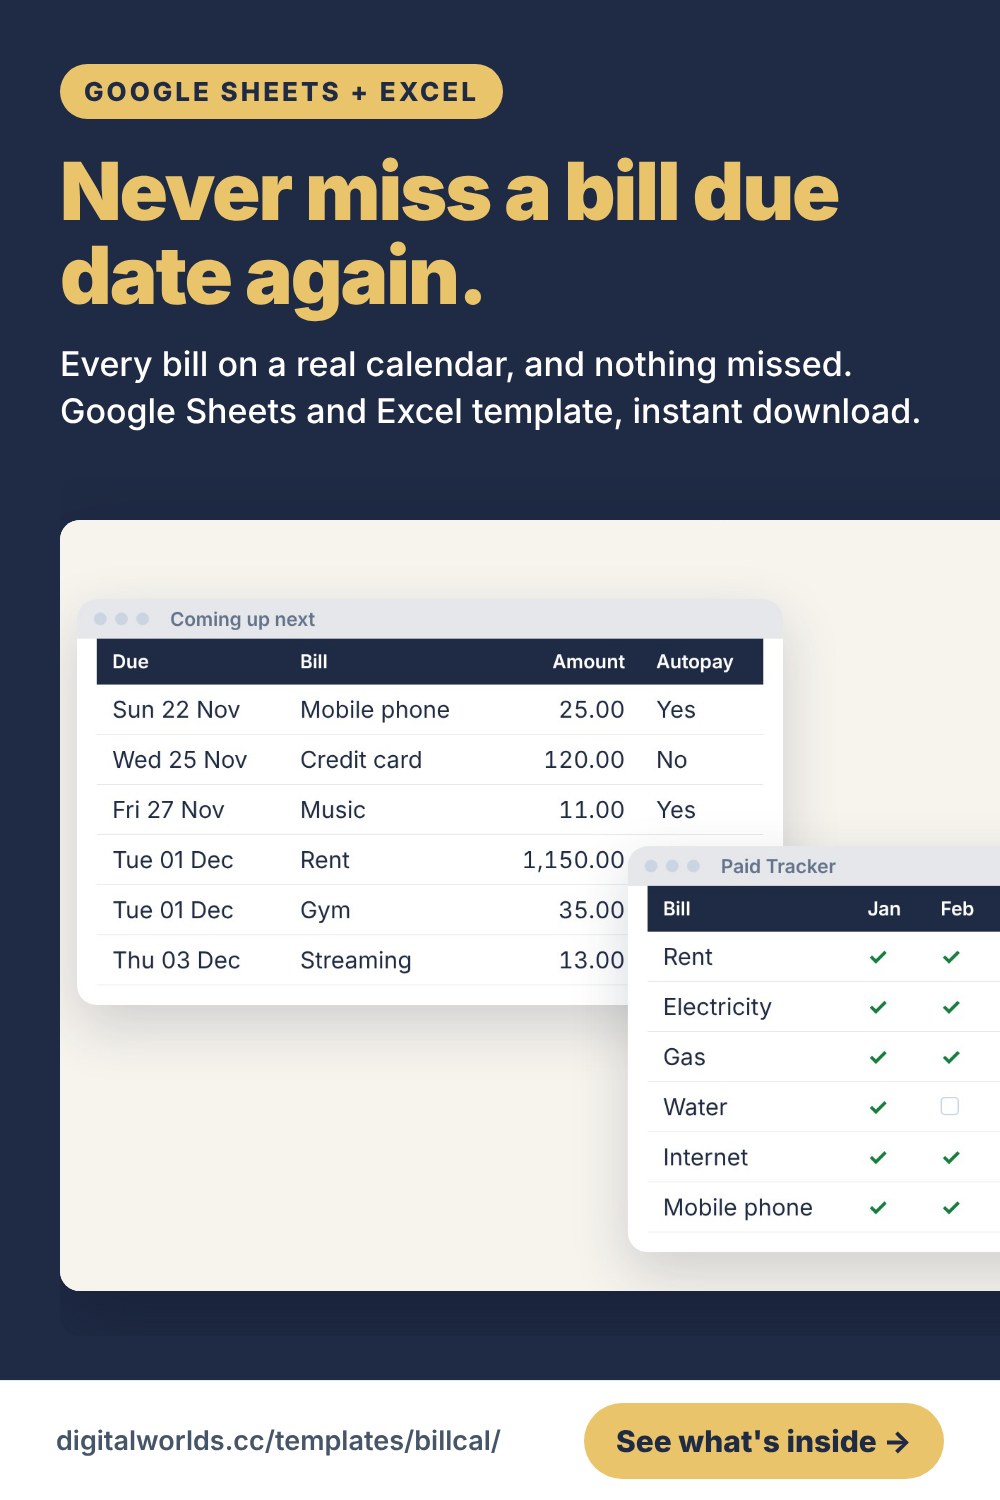 GOOGLE SHEETS + EXCEL
Never miss a bill due
date again.
Every bill on a real calendar, and nothing missed.
Google Sheets and Excel template, instant download.
Coming up next
Due Bill Amount Autopay
Sun 22 Nov Mobile phone 25.00 Yes
Wed 25 Nov Credit card 120.00 No
Fri 27 Nov Music 11.00 Yes
Tue 01 Dec Rent 1,150.00
Tue 01 Dec Gym 35.00
Thu 03 Dec Streaming 13.00
Paid Tracker
Bill Jan Feb
Rent ✓ ✓
Electricity ✓ ✓
Gas ✓ ✓
Water ✓ ☐
Internet ✓ ✓
Mobile phone ✓ ✓
digitalworlds.cc/templates/billcal/
See what's inside →